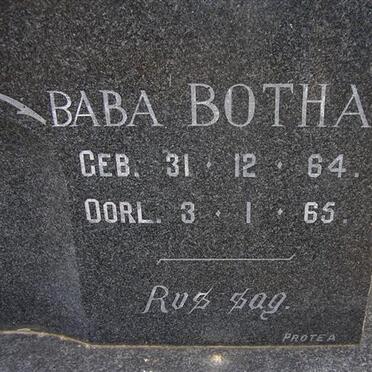 BABA BOTHA
GEB. 31 · 12 · 64.
OORL. 3 · 1 · 65.
Rus sag.
PROTEA